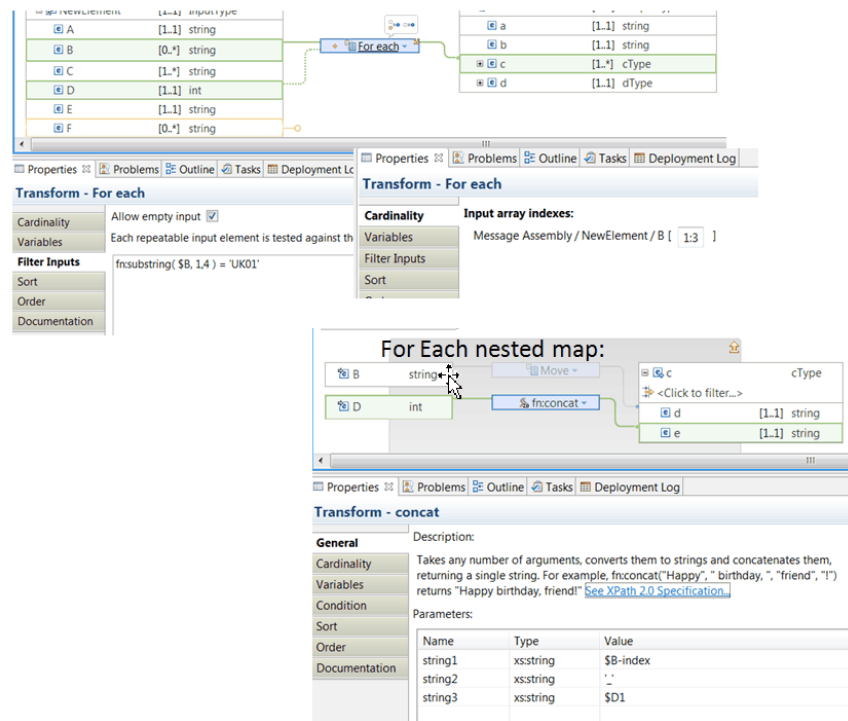 NewElement [1..1] InputType
A [1..1] string
B [0..*] string
C [1..*] string
D [1..1] int
E [1..1] string
F [0..*] string
For each
a [1..1] string
b [1..1] string
c [1..*] cType
d [1..1] dType
Properties Problems Outline Tasks Deployment Lo
Transform - For each
Cardinality
Variables
Filter Inputs
Sort
Order
Documentation
Allow empty input
Each repeatable input element is tested against th
fn:substring( $B, 1,4 ) = 'UK01'
Properties Problems Outline Tasks Deployment Log
Transform - For each
Cardinality
Variables
Filter Inputs
Sort
Input array indexes:
Message Assembly / NewElement / B [ 1:3 ]
For Each nested map:
B string
D int
Move
fn:concat
c cType
<Click to filter...>
d [1..1] string
e [1..1] string
Properties Problems Outline Tasks Deployment Log
Transform - concat
General
Cardinality
Variables
Condition
Sort
Order
Documentation
Description:
Takes any number of arguments, converts them to strings and concatenates them,
returning a single string. For example, fn:concat("Happy", " birthday, ", "friend", "!")
returns "Happy birthday, friend!" See XPath 2.0 Specification...
Parameters:
Name Type Value
string1 xs:string $B-index
string2 xs:string '_'
string3 xs:string $D1